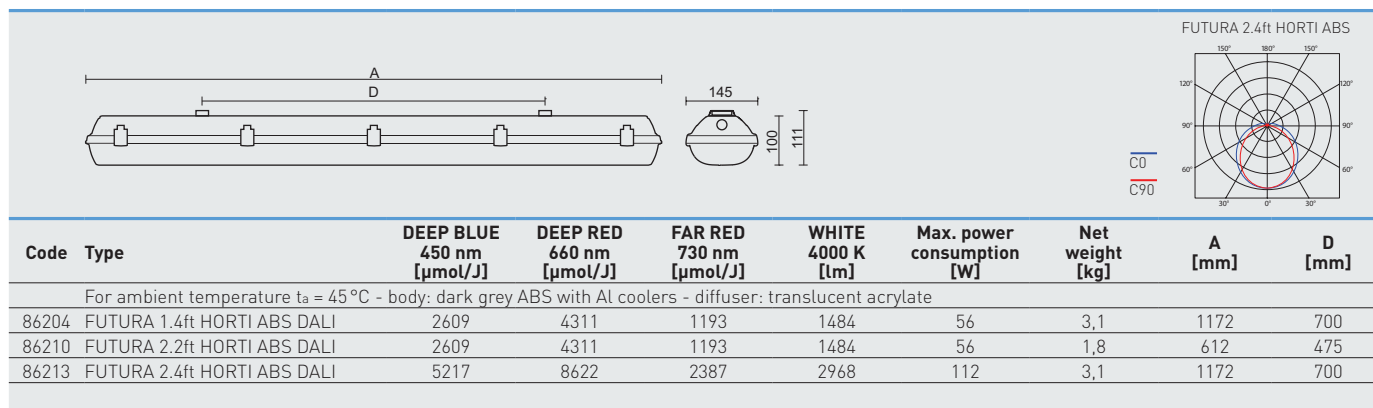 FUTURA 2.4ft HORTI ABS
A
D
145
100
111
150° 180° 150°
120° 120°
90° 90°
60° 60°
30° 0° 30°
C0
C90
Code Type DEEP BLUE 450 nm [µmol/J] DEEP RED 660 nm [µmol/J] FAR RED 730 nm [µmol/J] WHITE 4000 K [lm] Max. power consumption [W] Net weight [kg] A [mm] D [mm]
For ambient temperature ta = 45°C - body: dark grey ABS with Al coolers - diffuser: translucent acrylate
86204 FUTURA 1.4ft HORTI ABS DALI 2609 4311 1193 1484 56 3,1 1172 700
86210 FUTURA 2.2ft HORTI ABS DALI 2609 4311 1193 1484 56 1,8 612 475
86213 FUTURA 2.4ft HORTI ABS DALI 5217 8622 2387 2968 112 3,1 1172 700